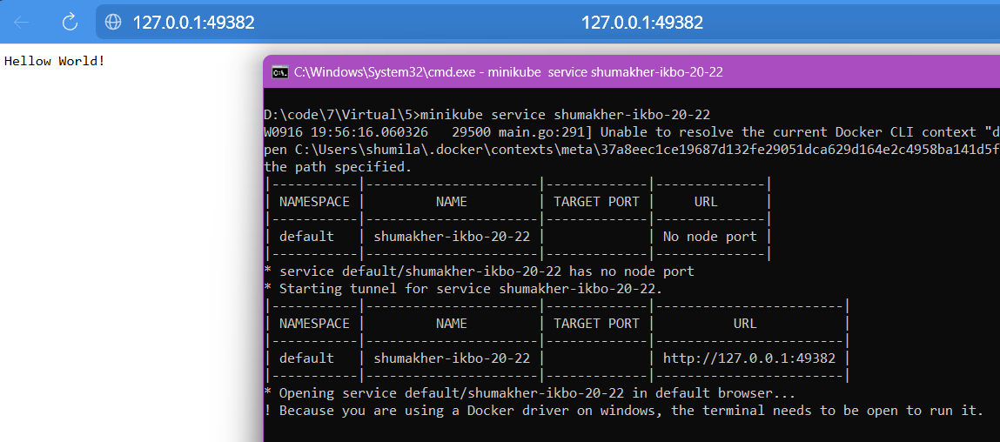 127.0.0.1:49382 127.0.0.1:49382
Hellow World!
C:\Windows\System32\cmd.exe - minikube  service shumakher-ikbo-20-22
D:\code\7\Virtual\5>minikube service shumakher-ikbo-20-22
W0916 19:56:16.060326   29500 main.go:291] Unable to resolve the current Docker CLI context "d
pen C:\Users\shumila\.docker\contexts\meta\37a8eec1ce19687d132fe29051dca629d164e2c4958ba141d5f
the path specified.
|-----------|----------------------|-------------|--------------|
| NAMESPACE |         NAME         | TARGET PORT |     URL      |
|-----------|----------------------|-------------|--------------|
| default   | shumakher-ikbo-20-22 |             | No node port |
|-----------|----------------------|-------------|--------------|
* service default/shumakher-ikbo-20-22 has no node port
* Starting tunnel for service shumakher-ikbo-20-22.
|-----------|----------------------|-------------|------------------------|
| NAMESPACE |         NAME         | TARGET PORT |          URL           |
|-----------|----------------------|-------------|------------------------|
| default   | shumakher-ikbo-20-22 |             | http://127.0.0.1:49382 |
|-----------|----------------------|-------------|------------------------|
* Opening service default/shumakher-ikbo-20-22 in default browser...
! Because you are using a Docker driver on windows, the terminal needs to be open to run it.